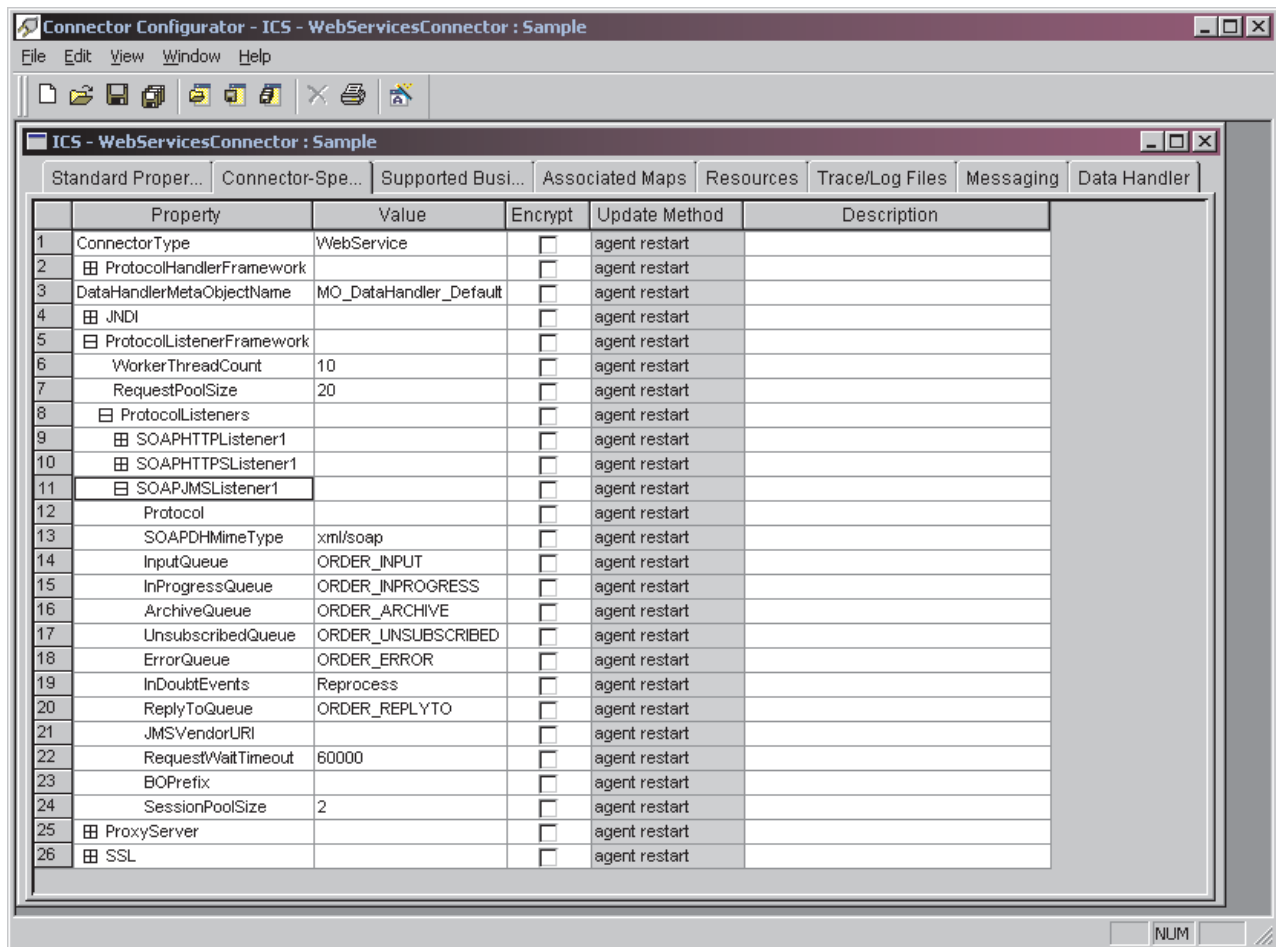 Connector Configurator - ICS - WebServicesConnector : Sample
File Edit View Window Help
ICS - WebServicesConnector : Sample
Standard Proper... Connector-Spe... Supported Busi... Associated Maps Resources Trace/Log Files Messaging Data Handler
Property Value Encrypt Update Method Description
1 ConnectorType WebService agent restart
2 ProtocolHandlerFramework agent restart
3 DataHandlerMetaObjectName MO_DataHandler_Default agent restart
4 JNDI agent restart
5 ProtocolListenerFramework agent restart
6 WorkerThreadCount 10 agent restart
7 RequestPoolSize 20 agent restart
8 ProtocolListeners agent restart
9 SOAPHTTPListener1 agent restart
10 SOAPHTTPSListener1 agent restart
11 SOAPJMSListener1 agent restart
12 Protocol agent restart
13 SOAPDHMimeType xml/soap agent restart
14 InputQueue ORDER_INPUT agent restart
15 InProgressQueue ORDER_INPROGRESS agent restart
16 ArchiveQueue ORDER_ARCHIVE agent restart
17 UnsubscribedQueue ORDER_UNSUBSCRIBED agent restart
18 ErrorQueue ORDER_ERROR agent restart
19 InDoubtEvents Reprocess agent restart
20 ReplyToQueue ORDER_REPLYTO agent restart
21 JMSVendorURI agent restart
22 RequestWaitTimeout 60000 agent restart
23 BOPrefix agent restart
24 SessionPoolSize 2 agent restart
25 ProxyServer agent restart
26 SSL agent restart
NUM